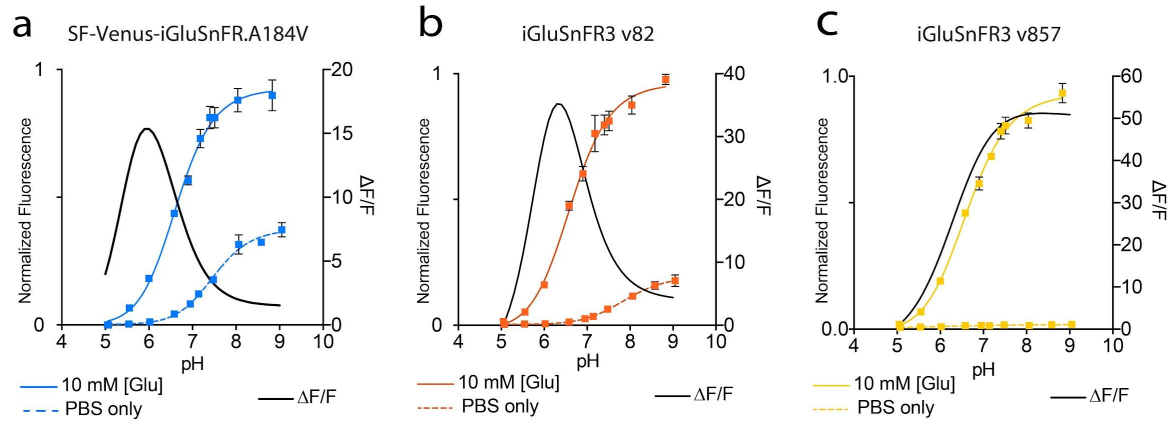 a
SF-Venus-iGluSnFR.A184V
1
0
Normalized Fluorescence
20
15
10
5
0
ΔF/F
4 5 6 7 8 9 10
pH
10 mM [Glu]
PBS only
ΔF/F
b
iGluSnFR3 v82
1
0
Normalized Fluorescence
40
30
20
10
0
ΔF/F
4 5 6 7 8 9 10
pH
10 mM [Glu]
PBS only
ΔF/F
c
iGluSnFR3 v857
1.0
0.0
Normalized Fluorescence
60
50
40
30
20
10
0
ΔF/F
4 5 6 7 8 9 10
pH
10 mM [Glu]
PBS only
ΔF/F